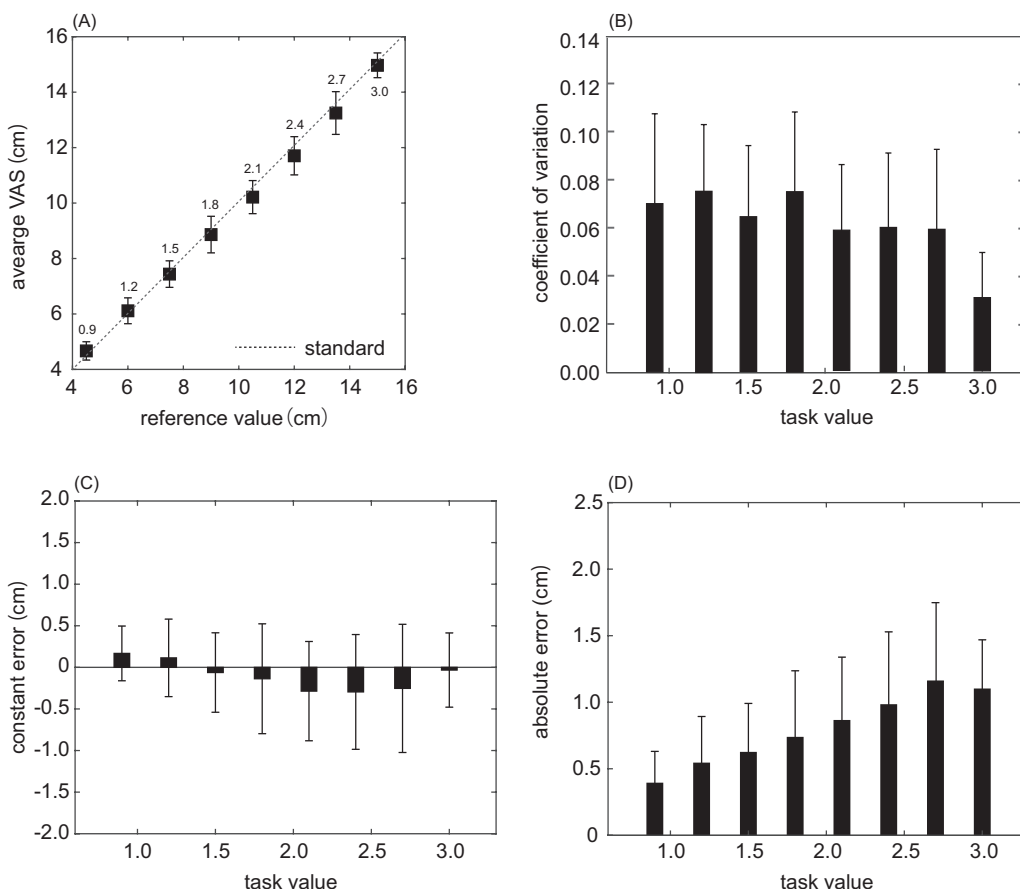 (A)
avearge VAS (cm)
16
14
12
10
8
6
4
0.9
1.2
1.5
1.8
2.1
2.4
2.7
3.0
standard
4 6 8 10 12 14 16
reference value (cm)
(B)
coefficient of variation
0.14
0.12
0.10
0.08
0.06
0.04
0.02
0.00
1.0 1.5 2.0 2.5 3.0
task value
(C)
constant error (cm)
2.0
1.5
1.0
0.5
0
-0.5
-1.0
-1.5
-2.0
1.0 1.5 2.0 2.5 3.0
task value
(D)
absolute error (cm)
2.5
2.0
1.5
1.0
0.5
0
1.0 1.5 2.0 2.5 3.0
task value